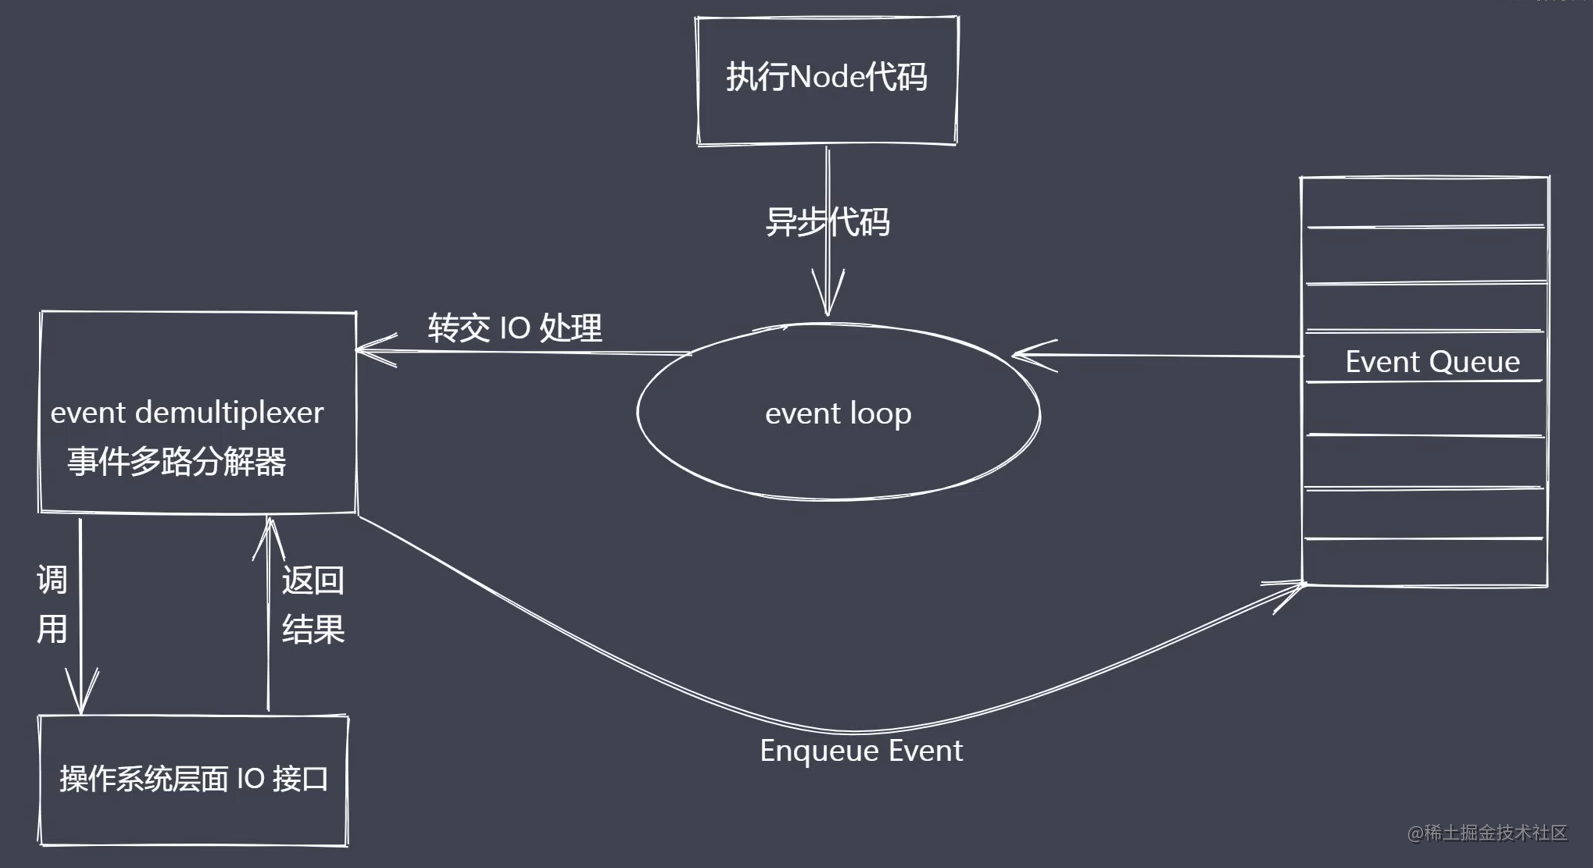 执行Node代码
异步代码
转交 IO 处理
event demultiplexer
事件多路分解器
event loop
Event Queue
调
用
返回
结果
操作系统层面 IO 接口
Enqueue Event
@稀土掘金技术社区